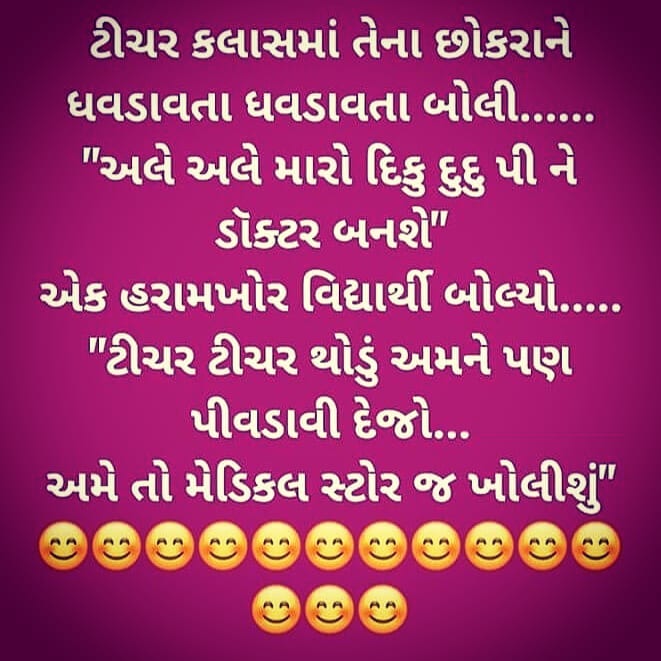 ટીચર કલાસમાં તેના છોકરાને
ધવડાવતા ધવડાવતા બોલી......
"અલે અલે મારો દિકુ દુદુ પી ને
ડૉક્ટર બનશે"
એક હરામખોર વિદ્યાર્થી બોલ્યો.....
"ટીચર ટીચર થોડું અમને પણ
પીવડાવી દેજો...
અમે તો મેડિકલ સ્ટોર જ ખોલીશું"
😊😊😊😊😊😊😊😊😊😊😊
😊😊😊